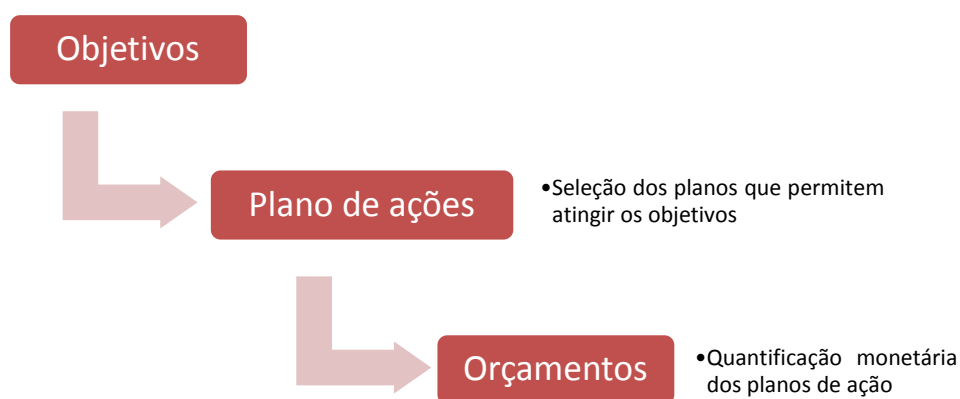 Objetivos
Plano de ações
•Seleção dos planos que permitem
atingir os objetivos
Orçamentos
•Quantificação monetária
dos planos de ação